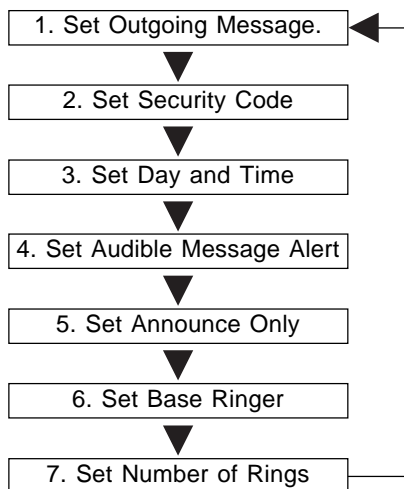 1. Set Outgoing Message.
2. Set Security Code
3. Set Day and Time
4. Set Audible Message Alert
5. Set Announce Only
6. Set Base Ringer
7. Set Number of Rings